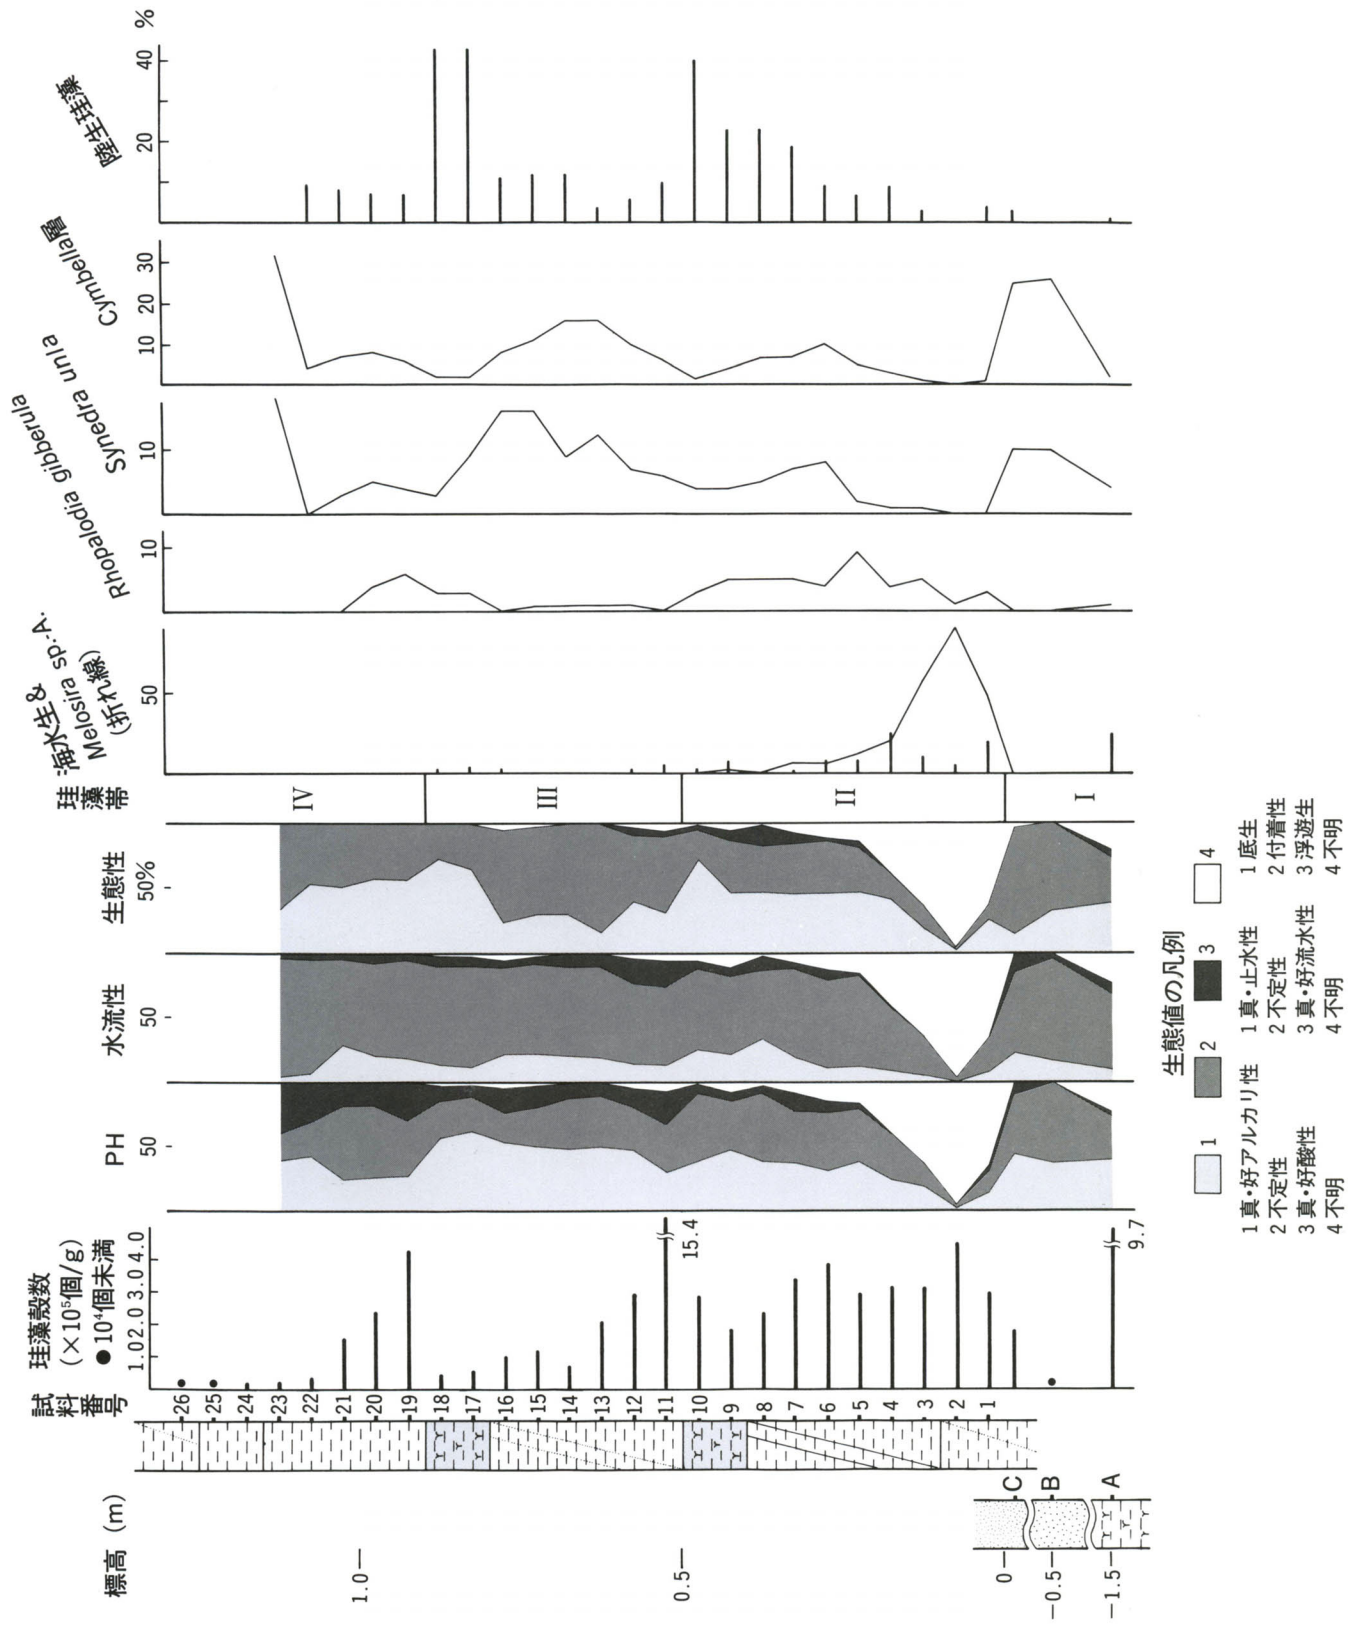 標高 (m)
試料番号
珪藻殻数
(×10⁵個/g)
●10⁴個未満
PH
水流性
生態性
珪藻帯
海水生&
Melosira sp.-A.
(折れ線)
Rhopalodia gibberula
Synedra unla
Cymbella層
陸生珪藻
1.0 2.0 3.0 4.0
50
50
50%
50
10
10
10 20 30
20 40 %
26
25
24
23
22
21
20
19
18
17
16
15
14
13
12
11
15.4
10
9
8
7
6
5
4
3
2
1
C
B
A
9.7
1.0
0.5
0
−0.5
−1.5
IV
III
II
I
生態値の凡例
1
2
3
4
1 真・好アルカリ性
2 不定性
3 真・好酸性
4 不明
1 真・止水性
2 不定性
3 真・好流水性
4 不明
1 底生
2 付着性
3 浮遊生
4 不明